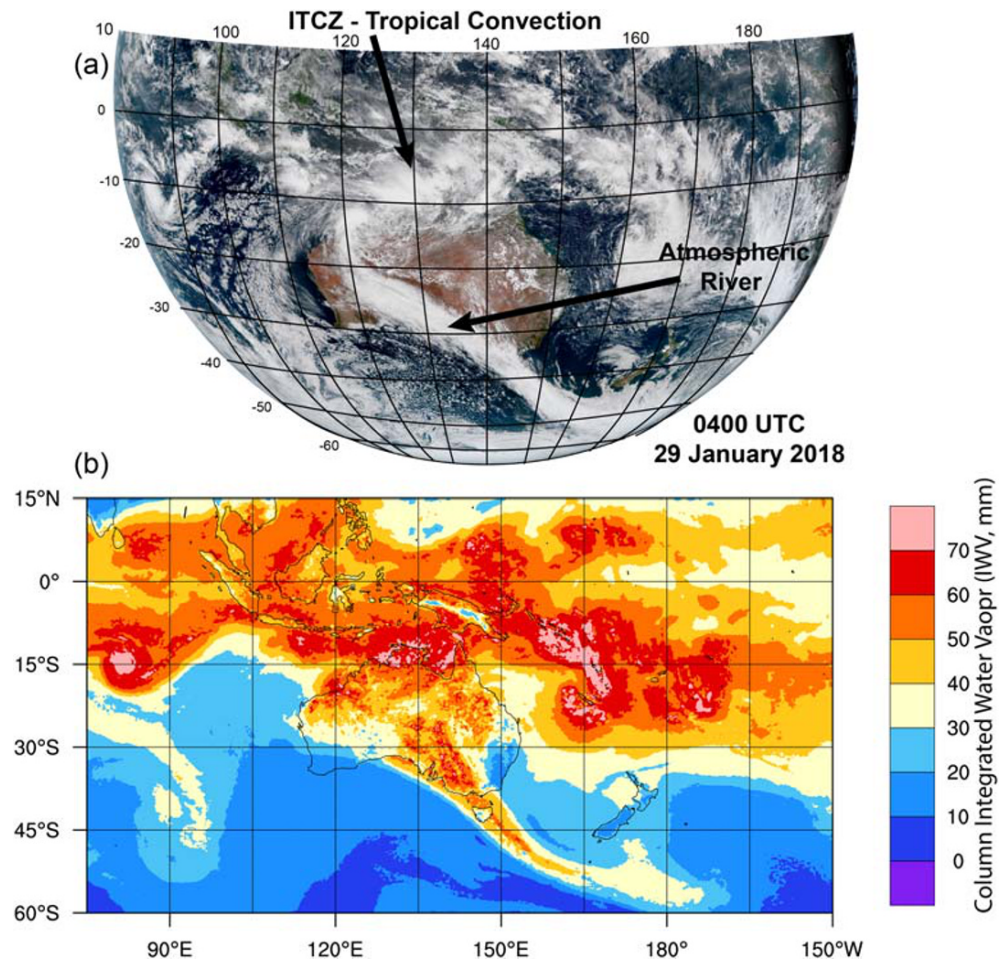 ITCZ - Tropical Convection
(a)
10
100
120
140
160
180
0
-10
-20
-30
-40
-50
-60
Atmospheric
River
0400 UTC
29 January 2018
(b)
15°N
0°
15°S
30°S
45°S
60°S
90°E
120°E
150°E
180°
150°W
70
60
50
40
30
20
10
0
Column Integrated Water Vaopr (IWV, mm)